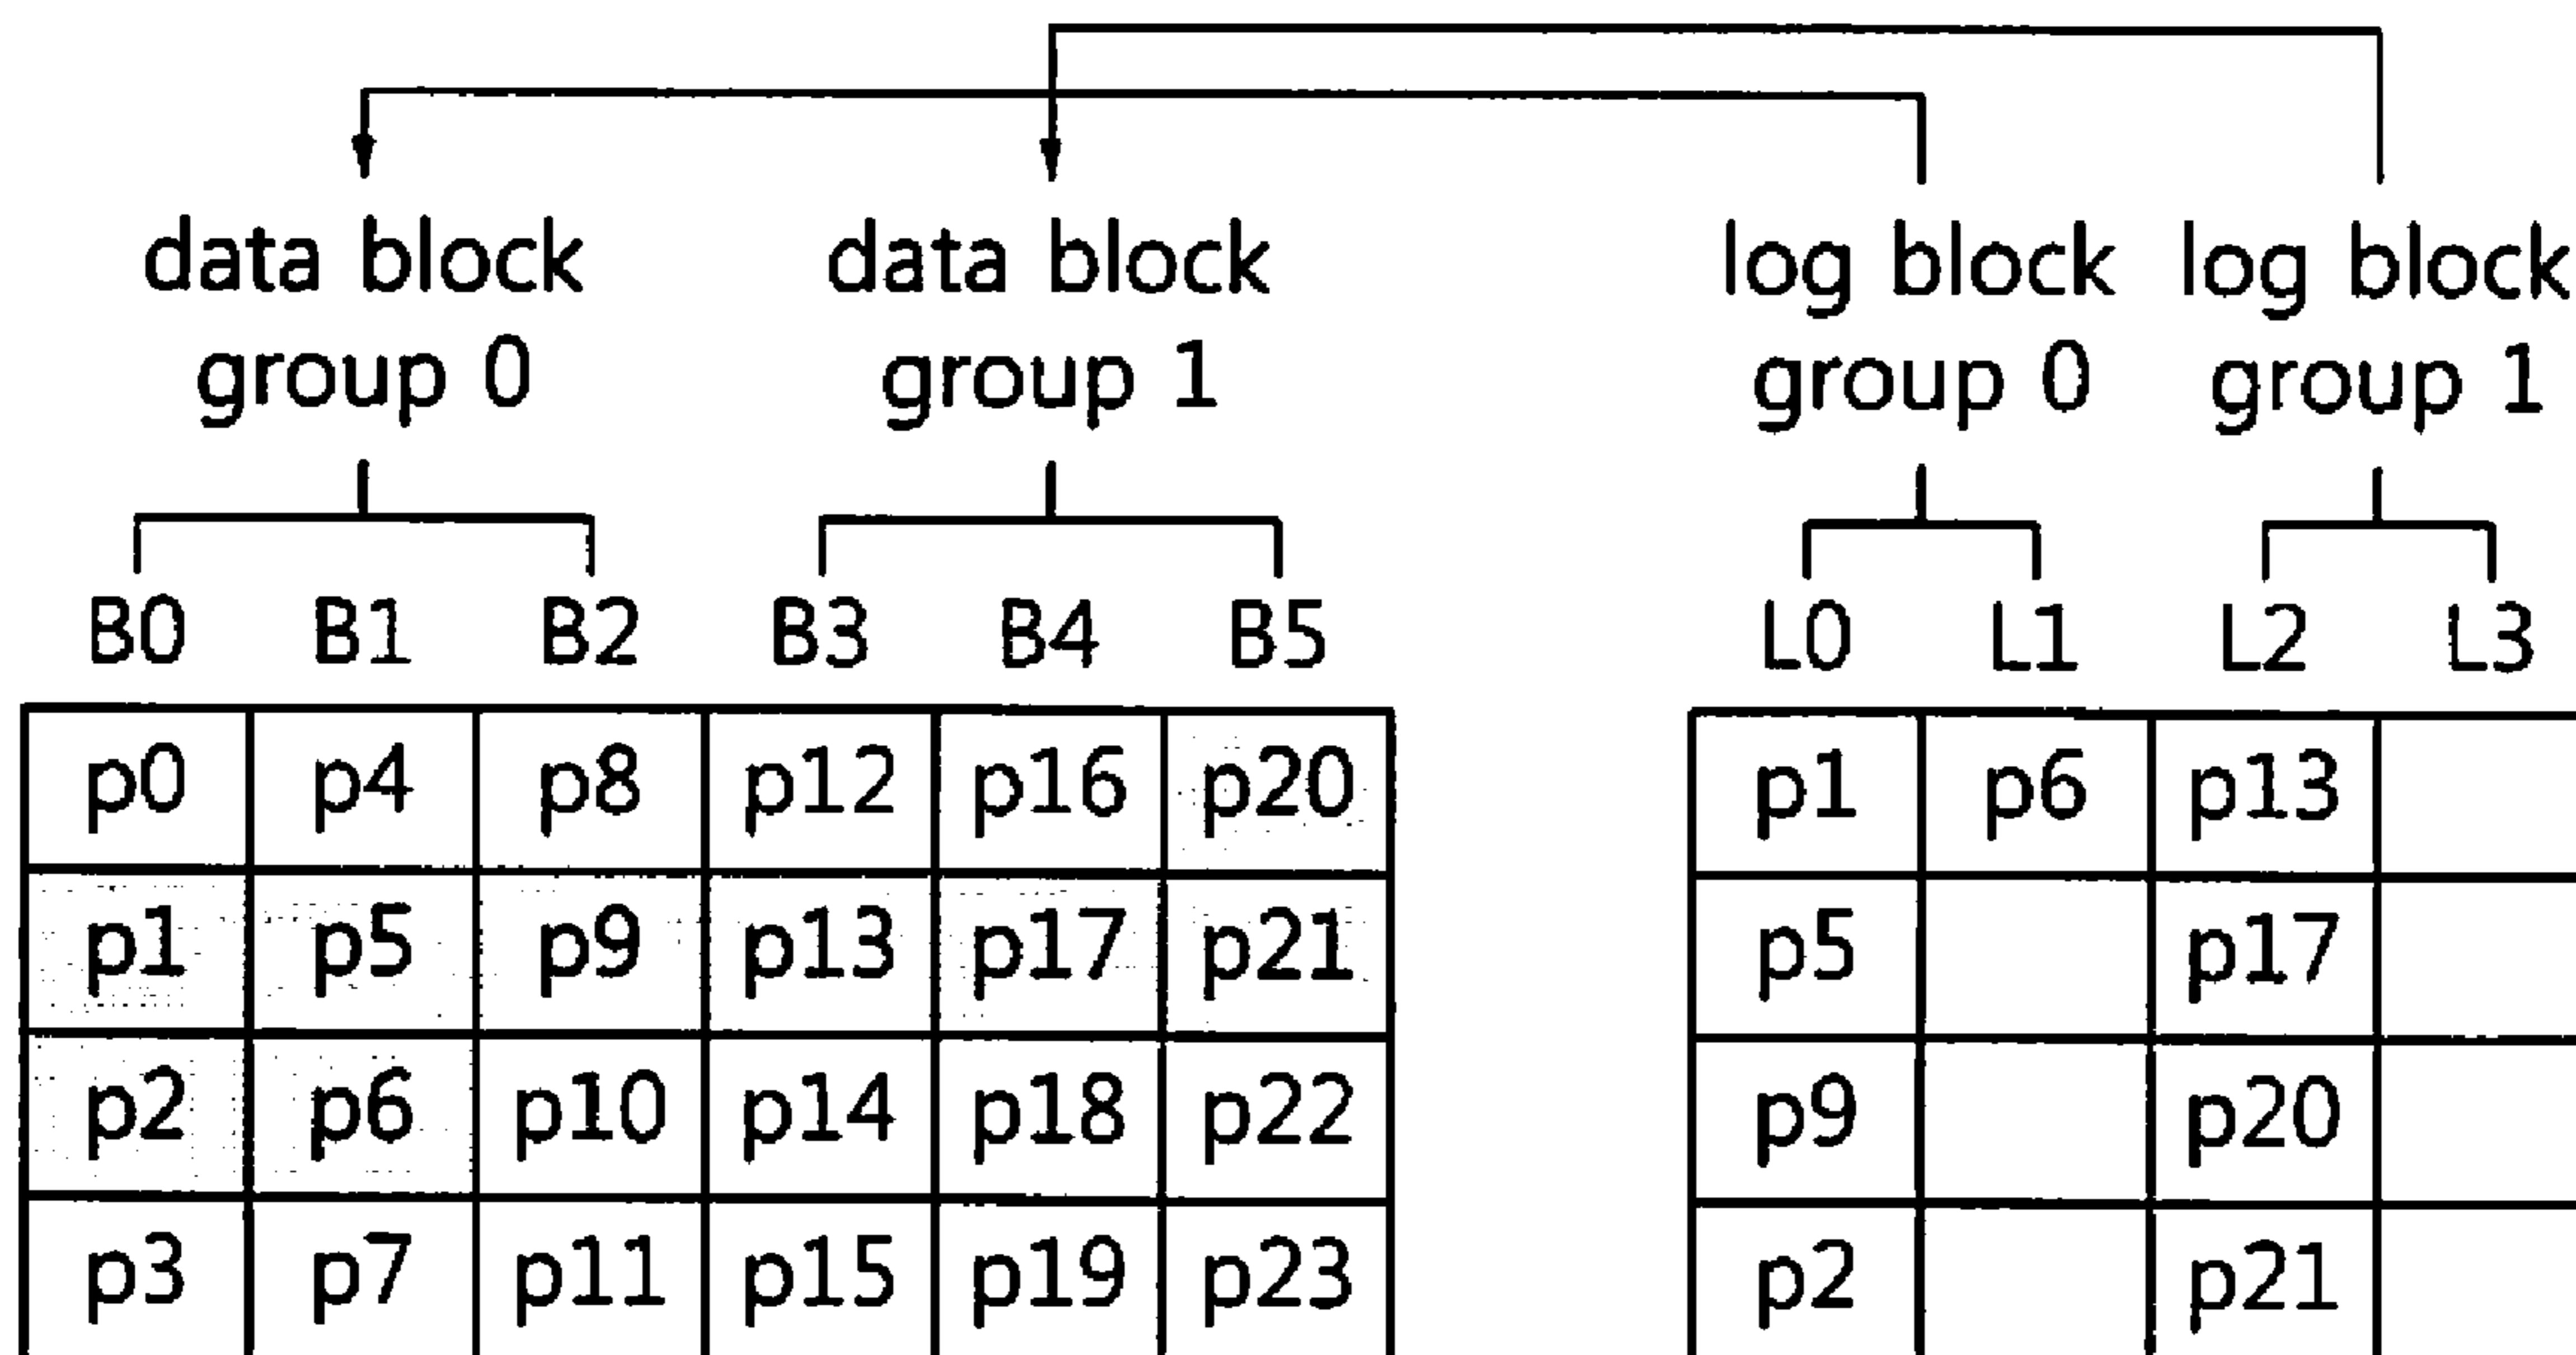 data block data block log block log block
group 0 group 1 group 0 group 1
B0 B1 B2 B3 B4 B5 L0 L1 L2 L3
p0 p4 p8 p12 p16 p20 p1 p6 p13
p1 p5 p9 p13 p17 p21 p5 p17
p2 p6 p10 p14 p18 p22 p9 p20
p3 p7 p11 p15 p19 p23 p2 p21